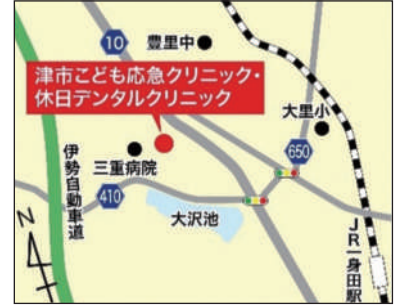 10
豊里中
津市こども応急クリニック・
休日デンタルクリニック
大里小
三重病院
650
伊勢自動車道
410
大沢池
N
JR一身田駅